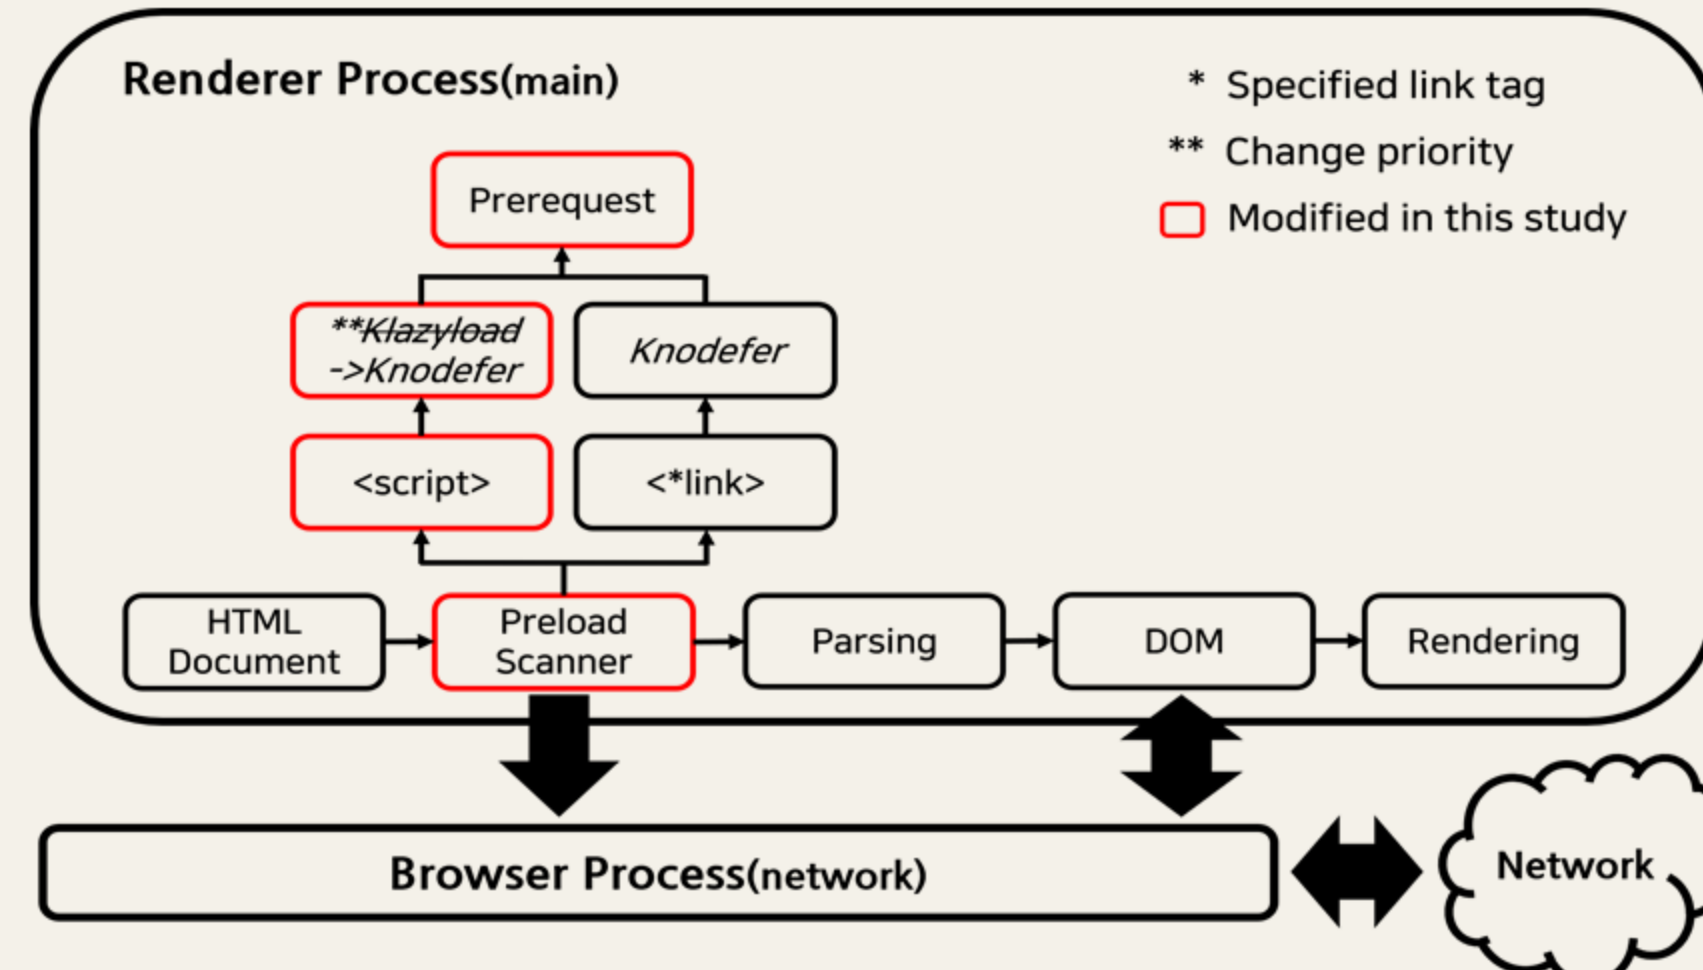 Renderer Process(main)
* Specified link tag
** Change priority
Modified in this study
Prerequest
**Klazyload
->Knodefer
Knodefer
<script>
<*link>
HTML
Document
Preload
Scanner
Parsing
DOM
Rendering
Browser Process(network)
Network